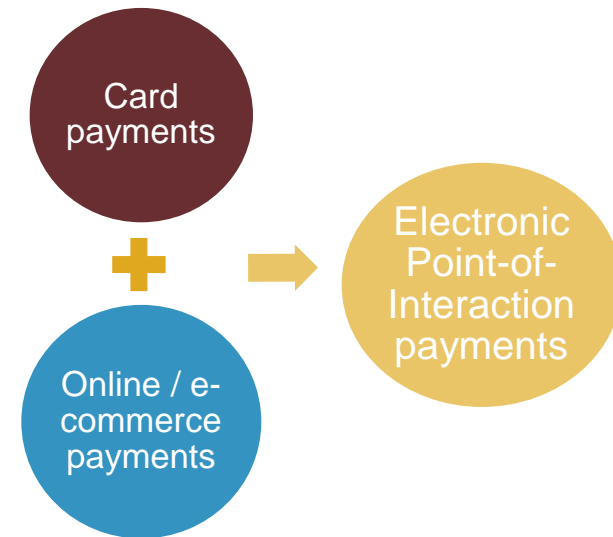 Card
payments
Online / e-
commerce
payments
Electronic
Point-of-
Interaction
payments